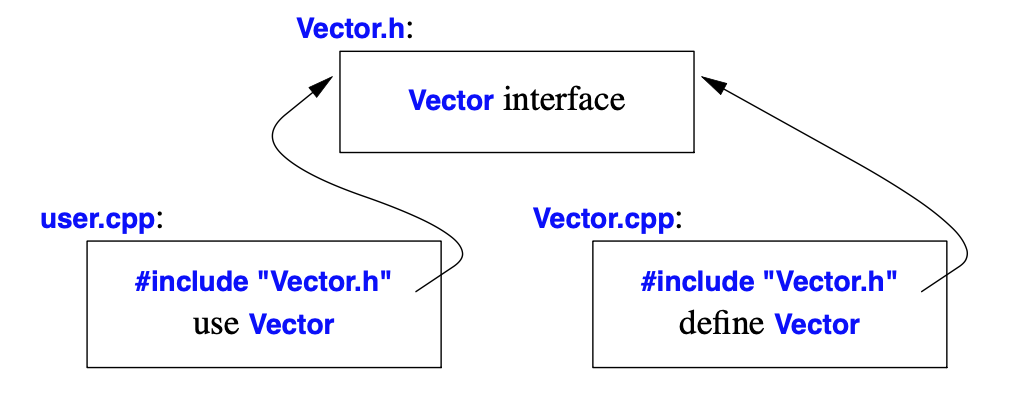 Vector.h:
Vector interface
user.cpp:
#include "Vector.h"
use Vector
Vector.cpp:
#include "Vector.h"
define Vector